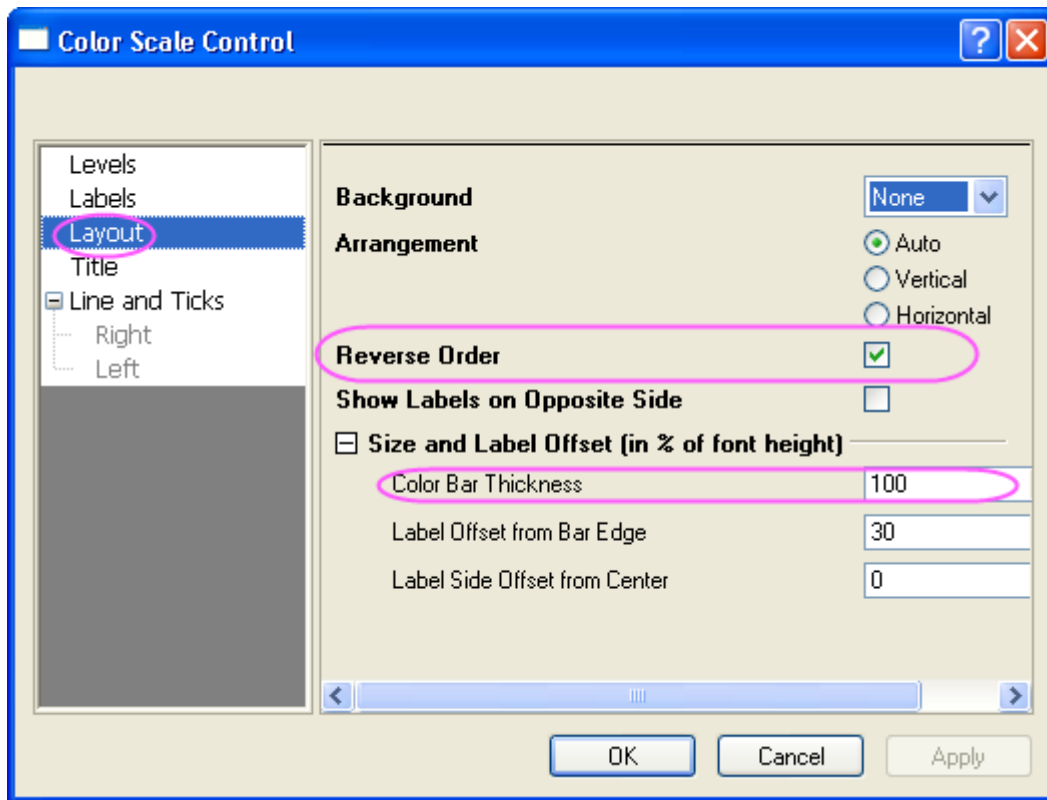 Color Scale Control
Levels
Labels
Layout
Title
Line and Ticks
Right
Left
Background
None
Arrangement
Auto
Vertical
Horizontal
Reverse Order
Show Labels on Opposite Side
Size and Label Offset (in % of font height)
Color Bar Thickness
100
Label Offset from Bar Edge
30
Label Side Offset from Center
0
OK
Cancel
Apply